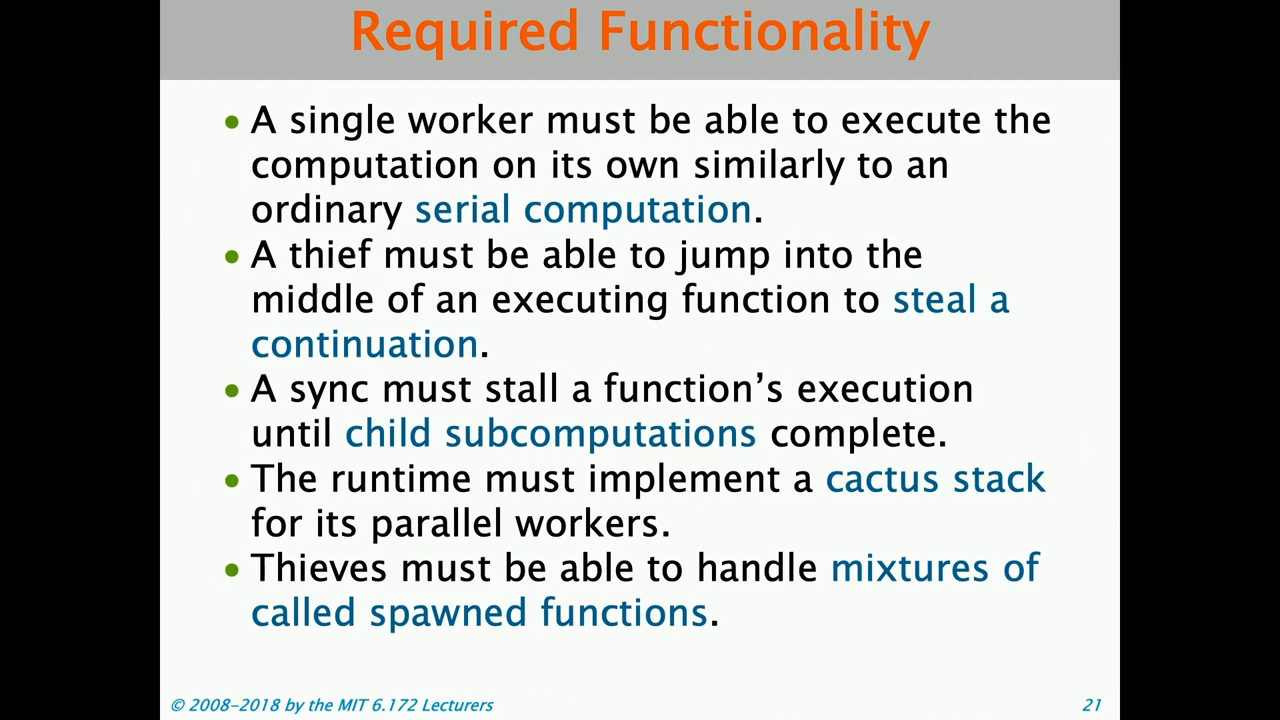 Required Functionality
• A single worker must be able to execute the
computation on its own similarly to an
ordinary serial computation.
• A thief must be able to jump into the
middle of an executing function to steal a
continuation.
• A sync must stall a function’s execution
until child subcomputations complete.
• The runtime must implement a cactus stack
for its parallel workers.
• Thieves must be able to handle mixtures of
called spawned functions.
© 2008–2018 by the MIT 6.172 Lecturers
21